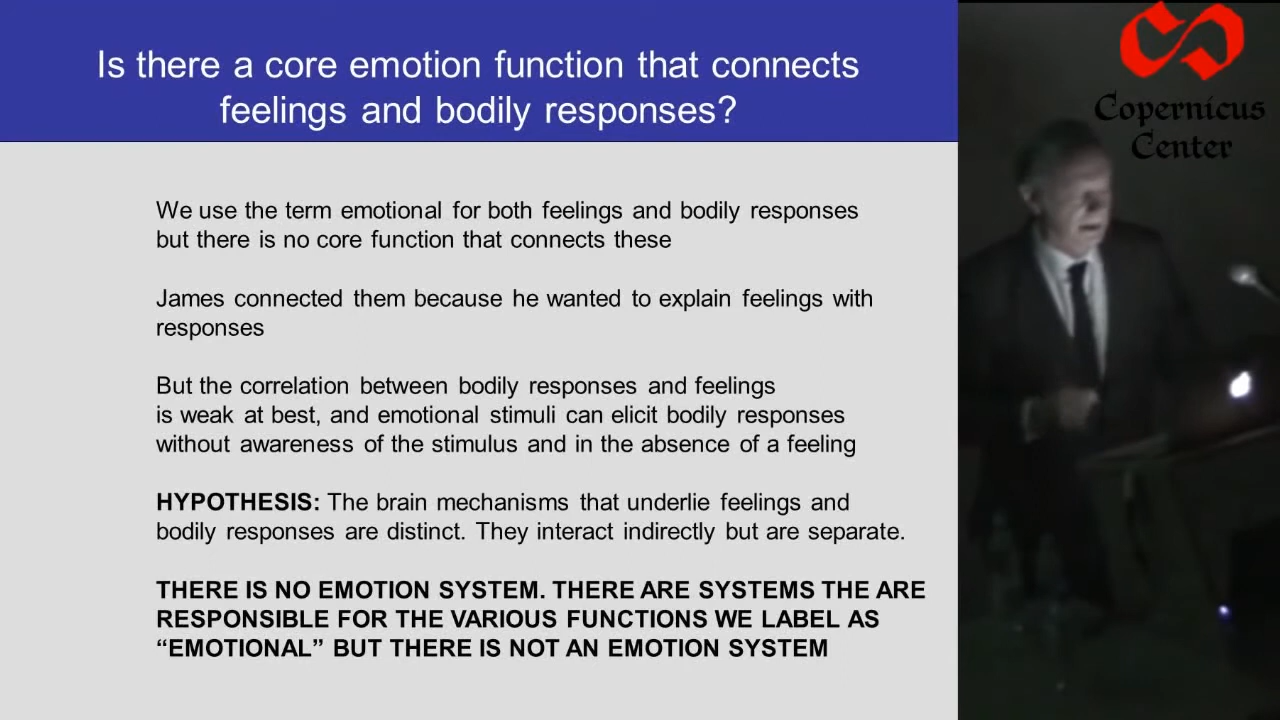 Is there a core emotion function that connects
feelings and bodily responses?
Copernicus
Center
We use the term emotional for both feelings and bodily responses
but there is no core function that connects these
James connected them because he wanted to explain feelings with
responses
But the correlation between bodily responses and feelings
is weak at best, and emotional stimuli can elicit bodily responses
without awareness of the stimulus and in the absence of a feeling
HYPOTHESIS: The brain mechanisms that underlie feelings and
bodily responses are distinct. They interact indirectly but are separate.
THERE IS NO EMOTION SYSTEM. THERE ARE SYSTEMS THE ARE
RESPONSIBLE FOR THE VARIOUS FUNCTIONS WE LABEL AS
“EMOTIONAL” BUT THERE IS NOT AN EMOTION SYSTEM